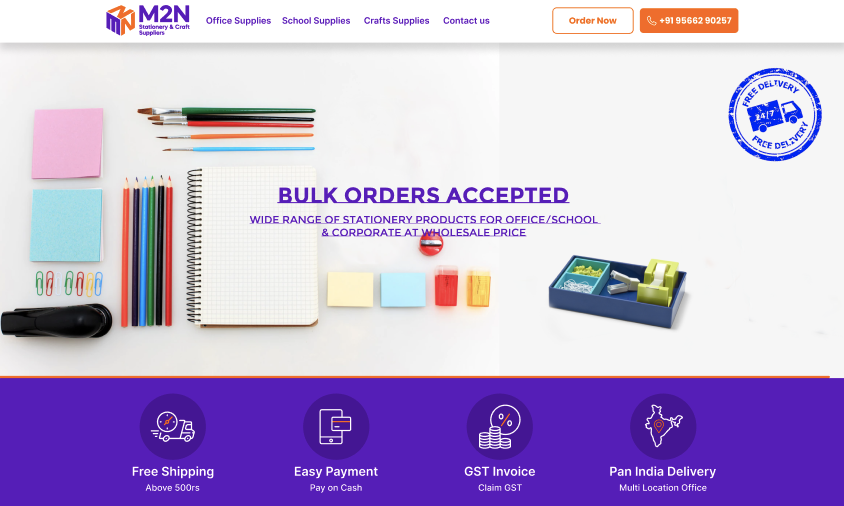 M2N
Stationery & Craft
Suppliers
Office Supplies
School Supplies
Crafts Supplies
Contact us
Order Now
+91 95662 90257
FREE DELIVERY
24/7
FREE DELIVERY
BULK ORDERS ACCEPTED
WIDE RANGE OF STATIONERY PRODUCTS FOR OFFICE/SCHOOL
& CORPORATE AT WHOLESALE PRICE
Free Shipping
Above 500rs
Easy Payment
Pay on Cash
GST Invoice
Claim GST
Pan India Delivery
Multi Location Office